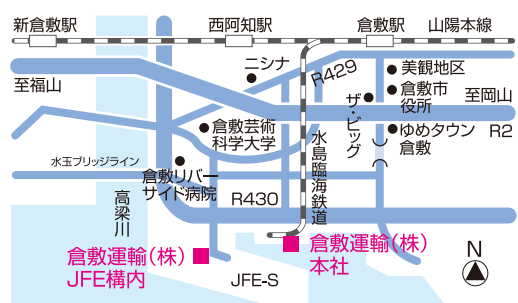 新倉敷駅
西阿知駅
倉敷駅
山陽本線
ニシナ
R429
美観地区
倉敷市
役所
至福山
至岡山
ザ・ビッグ
倉敷芸術
科学大学
ゆめタウン
倉敷
R2
水島臨海鉄道
水玉ブリッジライン
倉敷リバー
サイド病院
高梁川
R430
倉敷運輸(株)
JFE構内
倉敷運輸(株)
本社
JFE-S
N